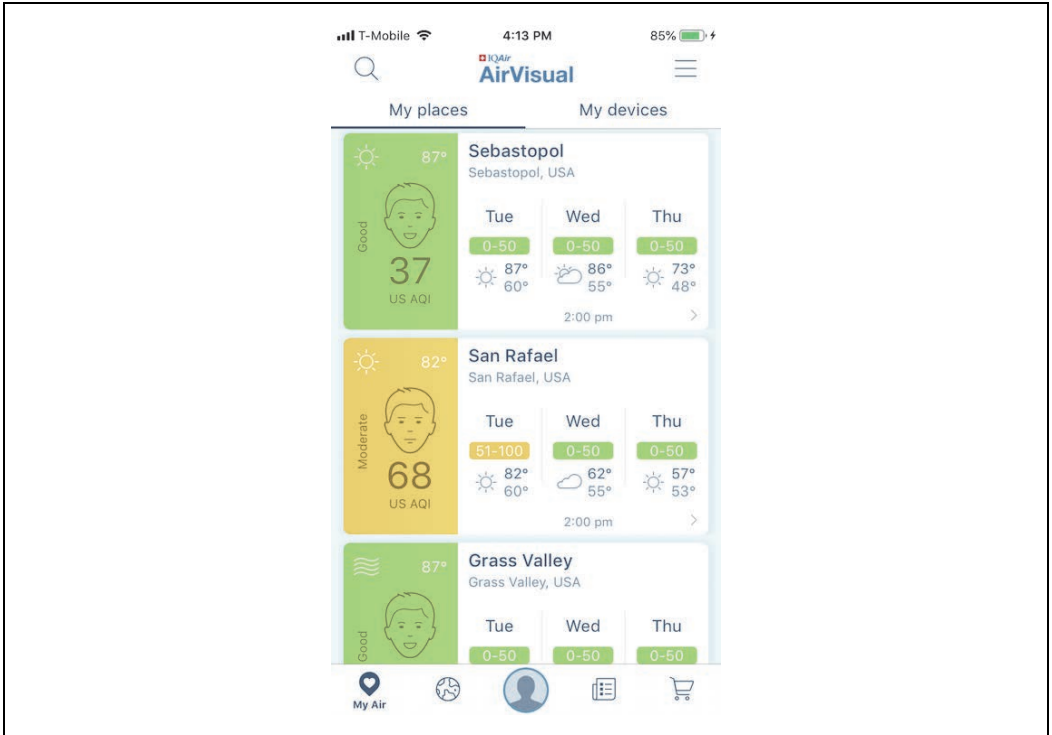 T-Mobile 4:13 PM 85%
IQAir
AirVisual
My places My devices
87°
Good
37
US AQI
Sebastopol
Sebastopol, USA
Tue Wed Thu
0-50 0-50 0-50
87° 86° 73°
60° 55° 48°
2:00 pm
82°
Moderate
68
US AQI
San Rafael
San Rafael, USA
Tue Wed Thu
51-100 0-50 0-50
82° 62° 57°
60° 55° 53°
2:00 pm
87°
Good
Grass Valley
Grass Valley, USA
Tue Wed Thu
0-50 0-50 0-50
My Air